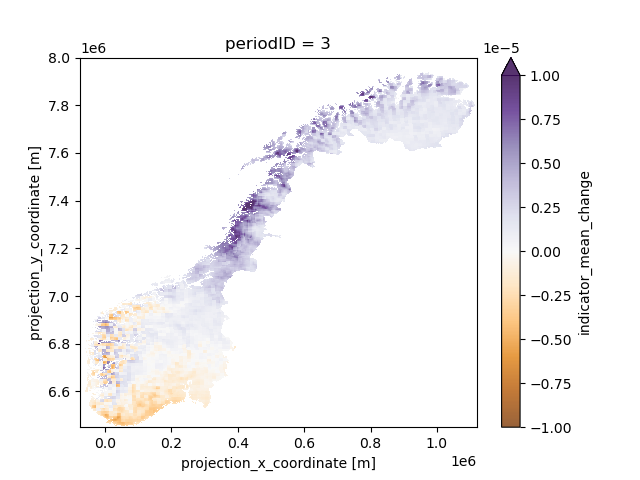 periodID = 3
1e6
1e−5
8.0
7.8
7.6
7.4
7.2
7.0
6.8
6.6
projection_y_coordinate [m]
0.0 0.2 0.4 0.6 0.8 1.0
1e6
projection_x_coordinate [m]
1.00
0.75
0.50
0.25
0.00
−0.25
−0.50
−0.75
−1.00
indicator_mean_change